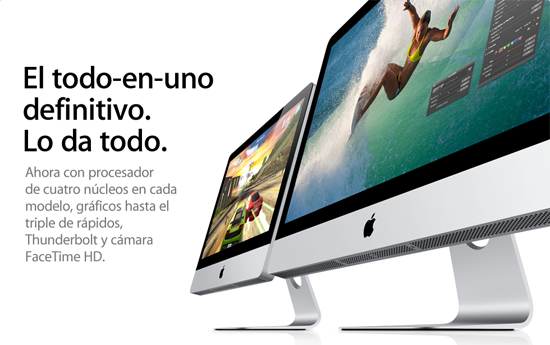 El todo-en-uno
definitivo.
Lo da todo.
Ahora con procesador
de cuatro núcleos en cada
modelo, gráficos hasta el
triple de rápidos,
Thunderbolt y cámara
FaceTime HD.